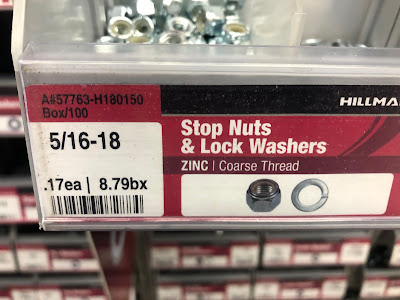 A#57763-H180150
Box/100
HILLMA
5/16-18
Stop Nuts
& Lock Washers
ZINC | Coarse Thread
.17ea | 8.79bx